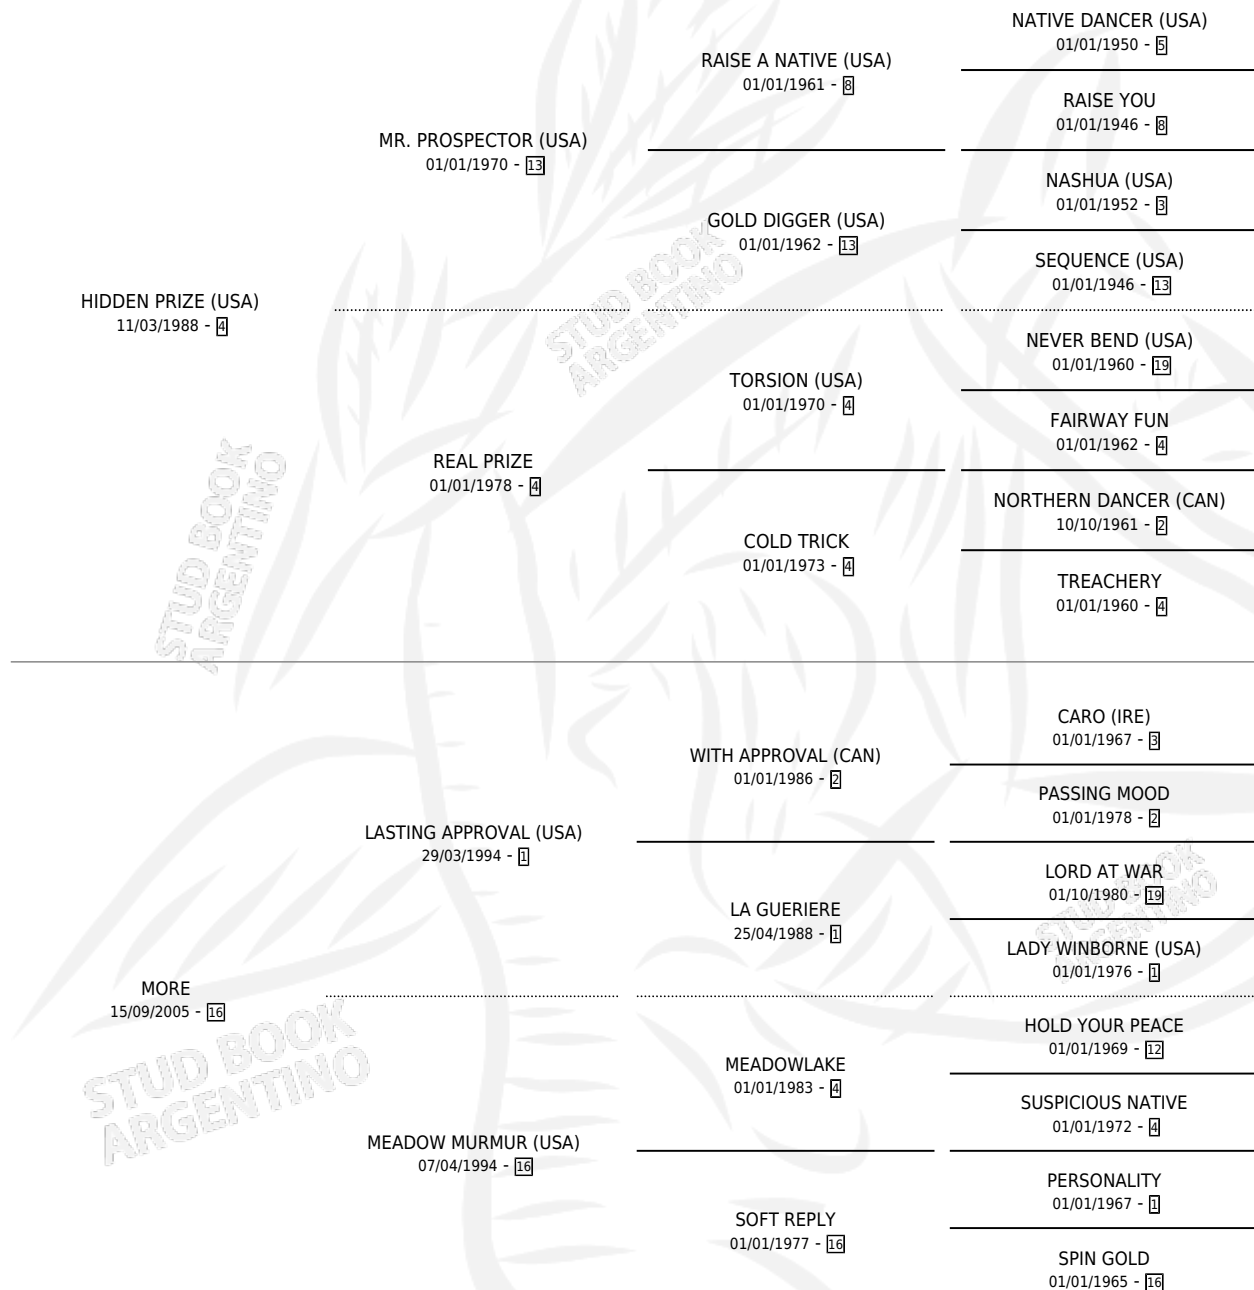 NATIVE DANCER (USA)
01/01/1950 - 5
RAISE A NATIVE (USA)
01/01/1961 - 8
RAISE YOU
01/01/1946 - 8
MR. PROSPECTOR (USA)
01/01/1970 - 13
NASHUA (USA)
01/01/1952 - 3
GOLD DIGGER (USA)
01/01/1962 - 13
SEQUENCE (USA)
01/01/1946 - 13
HIDDEN PRIZE (USA)
11/03/1988 - 4
STUD BOOK
ARGENTINO
NEVER BEND (USA)
01/01/1960 - 19
TORSION (USA)
01/01/1970 - 4
FAIRWAY FUN
01/01/1962 - 4
REAL PRIZE
01/01/1978 - 4
NORTHERN DANCER (CAN)
10/10/1961 - 2
COLD TRICK
01/01/1973 - 4
TREACHERY
01/01/1960 - 4
STUD BOOK
ARGENTINO
CARO (IRE)
01/01/1967 - 3
WITH APPROVAL (CAN)
01/01/1986 - 2
PASSING MOOD
01/01/1978 - 2
LASTING APPROVAL (USA)
29/03/1994 - 1
LORD AT WAR
01/10/1980 - 19
LA GUERIERE
25/04/1988 - 1
STUD BOOK
ARGENTINO
LADY WINBORNE (USA)
01/01/1976 - 1
MORE
15/09/2005 - 16
HOLD YOUR PEACE
01/01/1969 - 12
STUD BOOK
ARGENTINO
MEADOWLAKE
01/01/1983 - 4
SUSPICIOUS NATIVE
01/01/1972 - 4
MEADOW MURMUR (USA)
07/04/1994 - 16
PERSONALITY
01/01/1967 - 1
SOFT REPLY
01/01/1977 - 16
SPIN GOLD
01/01/1965 - 16